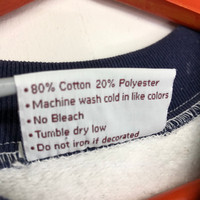 • 80% Cotton 20% Polyester
• Machine wash cold in like colors
• No Bleach
• Tumble dry low
• Do not iron if decorated